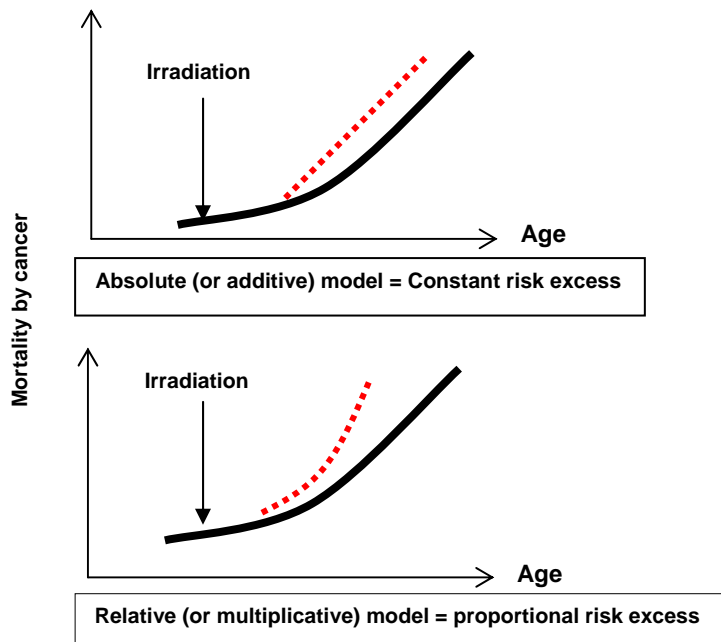 Mortality by cancer
Irradiation
Age
Absolute (or additive) model = Constant risk excess
Irradiation
Age
Relative (or multiplicative) model = proportional risk excess